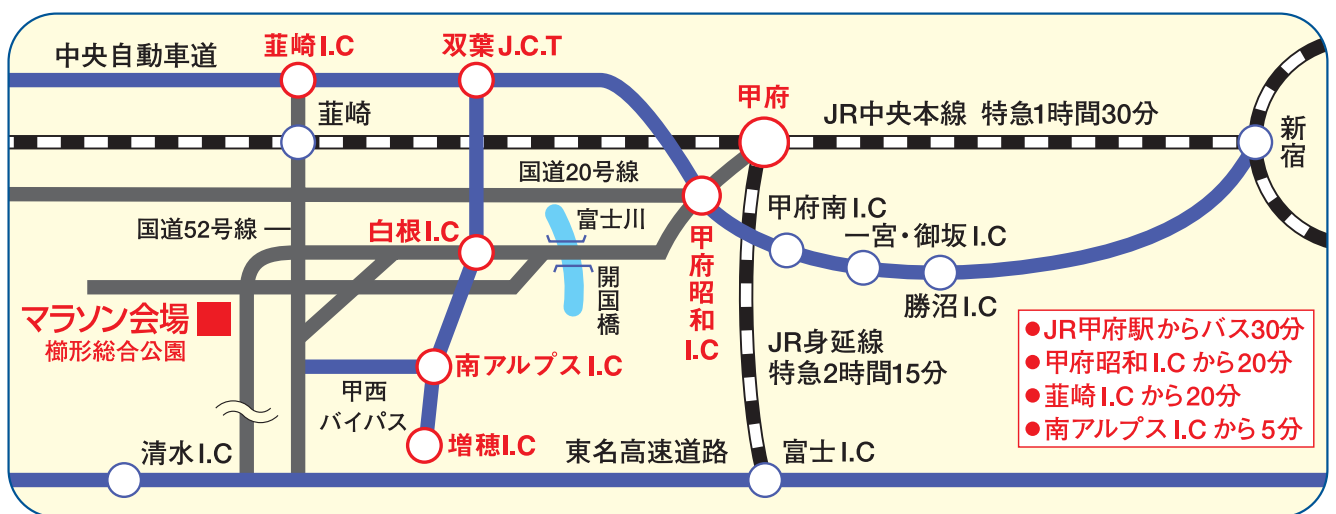 中央自動車道
韮崎I.C
双葉J.C.T
甲府
JR中央本線 特急1時間30分
新宿
韮崎
国道20号線
国道52号線
白根I.C
富士川
開国橋
甲府昭和I.C
甲府南I.C
一宮・御坂I.C
勝沼I.C
マラソン会場
櫛形総合公園
南アルプスI.C
甲西
バイパス
増穂I.C
JR身延線
特急2時間15分
●JR甲府駅からバス30分
●甲府昭和I.Cから20分
●韮崎I.Cから20分
●南アルプスI.Cから5分
清水I.C
東名高速道路
富士I.C